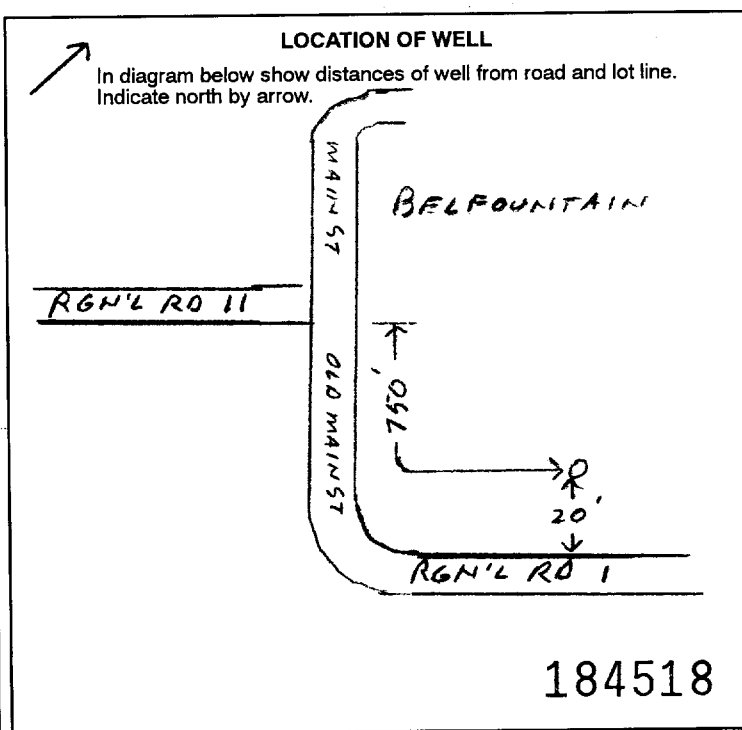 LOCATION OF WELL
In diagram below show distances of well from road and lot line.
Indicate north by arrow.
MAIN ST
BELFOUNTAIN
RGN'L RD 11
OLD MAIN ST
750'
20'
RGN'L RD 1
184518